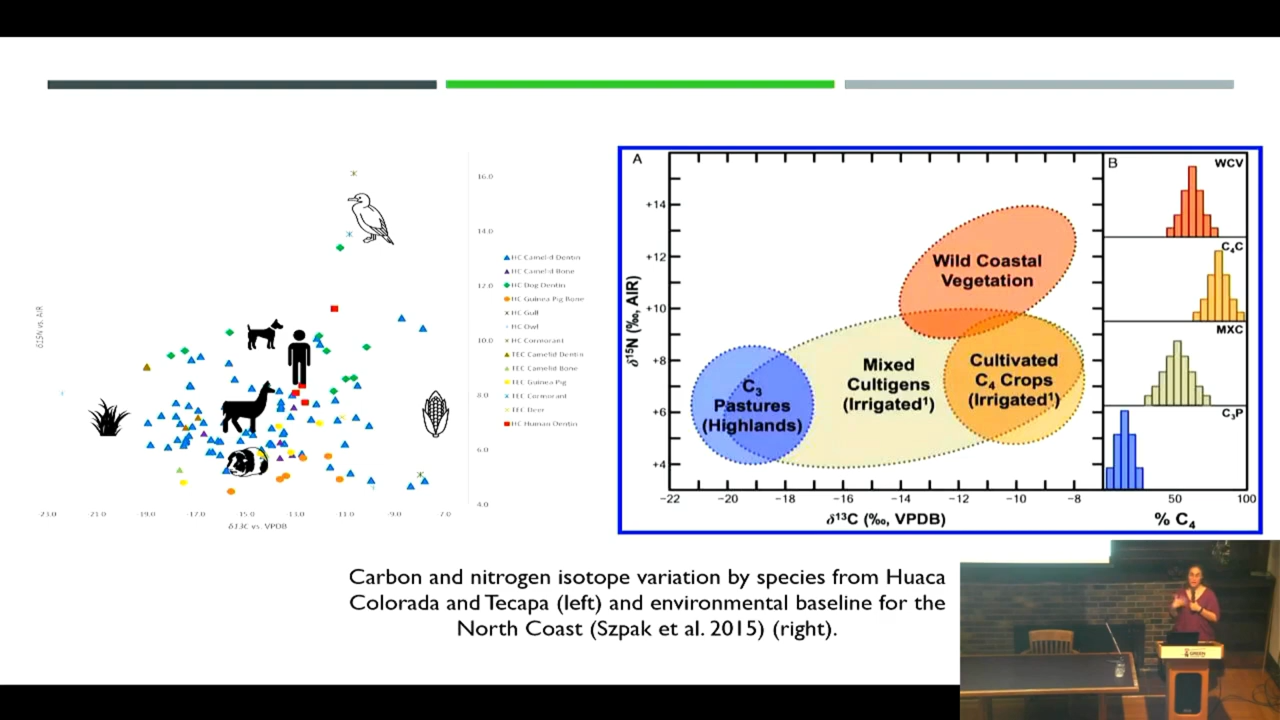 16.0
14.0
12.0
10.0
8.0
6.0
4.0
δ15N vs. AIR
-23.0 -21.0 -19.0 -17.0 -15.0 -13.0 -11.0 -9.0 -7.0
δ13C vs. VPDB
HC Camelid Dentin
HC Camelid Bone
HC Dog Dentin
HC Guinea Pig Bone
HC Gull
HC Owl
HC Cormorant
TEC Camelid Dentin
TEC Camelid Bone
TEC Guinea Pig
TEC Cormorant
TEC Deer
HC Human Dentin
A
+14
+12
+10
+8
+6
+4
δ15N (‰, AIR)
Wild Coastal
Vegetation
Mixed
Cultigens
(Irrigated¹)
Cultivated
C₄ Crops
(Irrigated¹)
C₃
Pastures
(Highlands)
−22 −20 −18 −16 −14 −12 −10 −8
δ¹³C (‰, VPDB)
B
WCV
C₄C
MXC
C₃P
50 100
% C₄
Carbon and nitrogen isotope variation by species from Huaca
Colorada and Tecapa (left) and environmental baseline for the
North Coast (Szpak et al. 2015) (right).